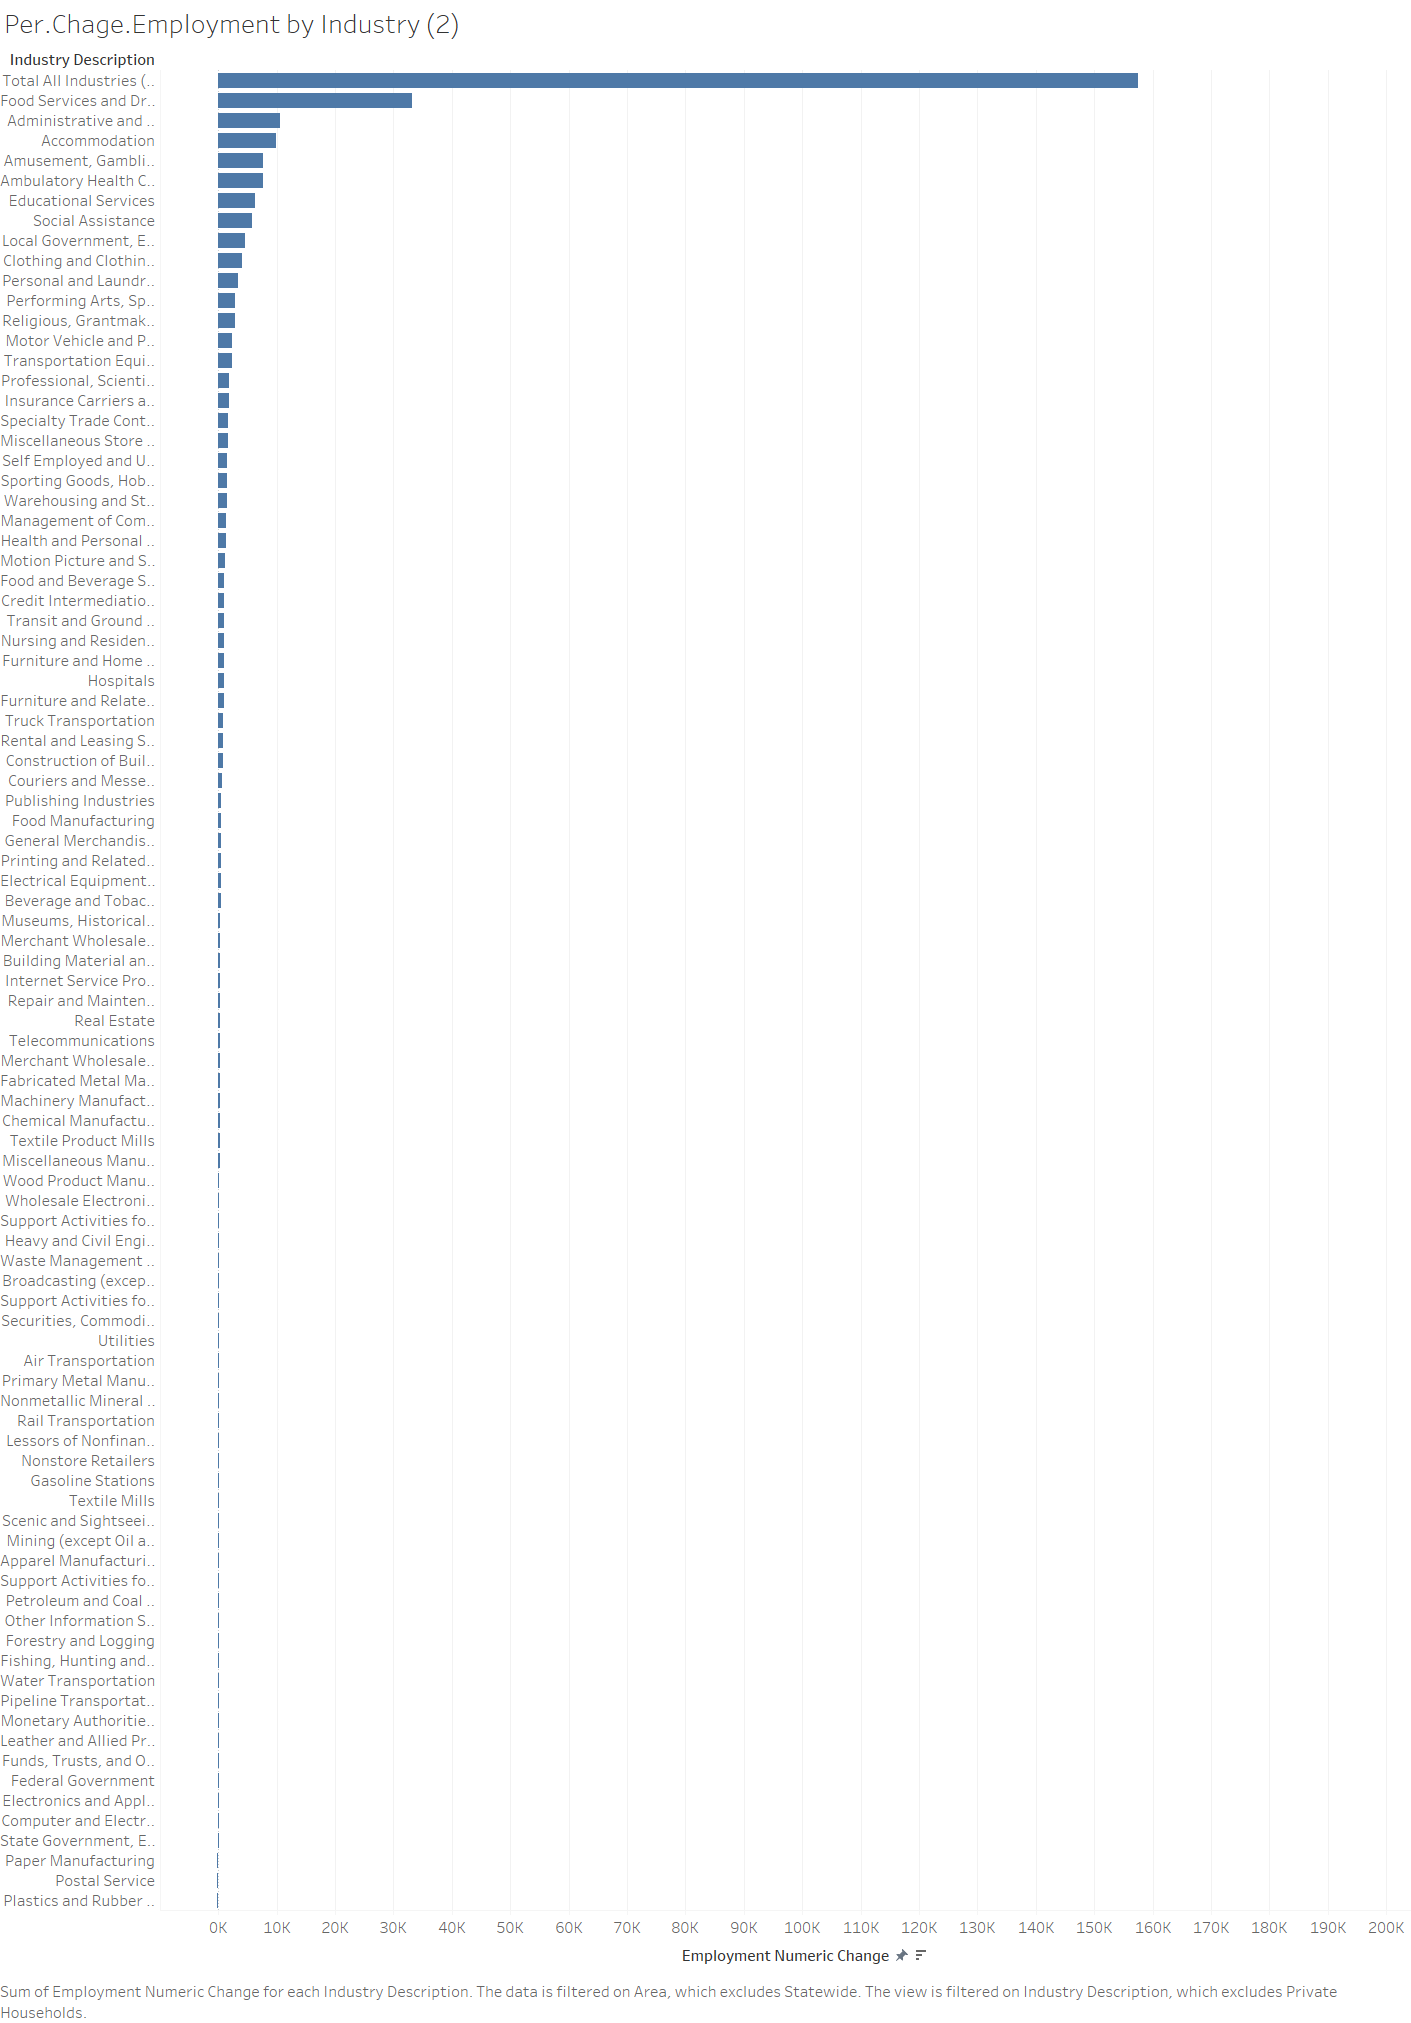 Per.Chage.Employment by Industry (2)
Industry Description
Total All Industries (..
Food Services and Dr..
Administrative and ..
Accommodation
Amusement, Gambli..
Ambulatory Health C..
Educational Services
Social Assistance
Local Government, E..
Clothing and Clothin..
Personal and Laundr..
Performing Arts, Sp..
Religious, Grantmak..
Motor Vehicle and P..
Transportation Equi..
Professional, Scienti..
Insurance Carriers a..
Specialty Trade Cont..
Miscellaneous Store ..
Self Employed and U..
Sporting Goods, Hob..
Warehousing and St..
Management of Com..
Health and Personal ..
Motion Picture and S..
Food and Beverage S..
Credit Intermediatio..
Transit and Ground ..
Nursing and Residen..
Furniture and Home ..
Hospitals
Furniture and Relate..
Truck Transportation
Rental and Leasing S..
Construction of Buil..
Couriers and Messe..
Publishing Industries
Food Manufacturing
General Merchandis..
Printing and Related..
Electrical Equipment..
Beverage and Tobac..
Museums, Historical..
Merchant Wholesale..
Building Material an..
Internet Service Pro..
Repair and Mainten..
Real Estate
Telecommunications
Merchant Wholesale..
Fabricated Metal Ma..
Machinery Manufact..
Chemical Manufactu..
Textile Product Mills
Miscellaneous Manu..
Wood Product Manu..
Wholesale Electroni..
Support Activities fo..
Heavy and Civil Engi..
Waste Management ..
Broadcasting (excep..
Support Activities fo..
Securities, Commodi..
Utilities
Air Transportation
Primary Metal Manu..
Nonmetallic Mineral ..
Rail Transportation
Lessors of Nonfinan..
Nonstore Retailers
Gasoline Stations
Textile Mills
Scenic and Sightseei..
Mining (except Oil a..
Apparel Manufacturi..
Support Activities fo..
Petroleum and Coal ..
Other Information S..
Forestry and Logging
Fishing, Hunting and..
Water Transportation
Pipeline Transportat..
Monetary Authoritie..
Leather and Allied Pr..
Funds, Trusts, and O..
Federal Government
Electronics and Appl..
Computer and Electr..
State Government, E..
Paper Manufacturing
Postal Service
Plastics and Rubber ..
0K 10K 20K 30K 40K 50K 60K 70K 80K 90K 100K 110K 120K 130K 140K 150K 160K 170K 180K 190K 200K
Employment Numeric Change
Sum of Employment Numeric Change for each Industry Description. The data is filtered on Area, which excludes Statewide. The view is filtered on Industry Description, which excludes Private
Households.